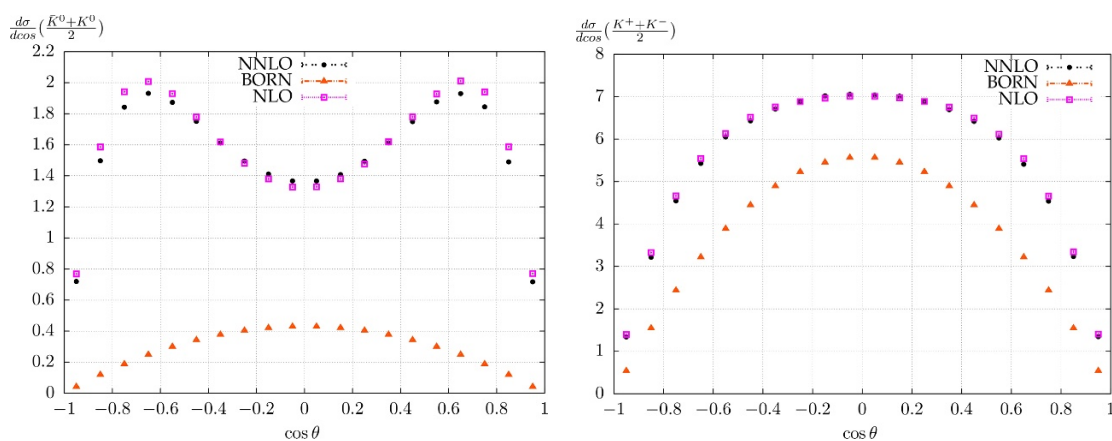 dσ/dcos(K̄⁰+K⁰/2)
2.2
2
1.8
1.6
1.4
1.2
1
0.8
0.6
0.4
0.2
0
NNLO
BORN
NLO
−1 −0.8 −0.6 −0.4 −0.2 0 0.2 0.4 0.6 0.8 1
cos θ
dσ/dcos(K⁺+K⁻/2)
8
7
6
5
4
3
2
1
0
NNLO
BORN
NLO
−1 −0.8 −0.6 −0.4 −0.2 0 0.2 0.4 0.6 0.8 1
cos θ